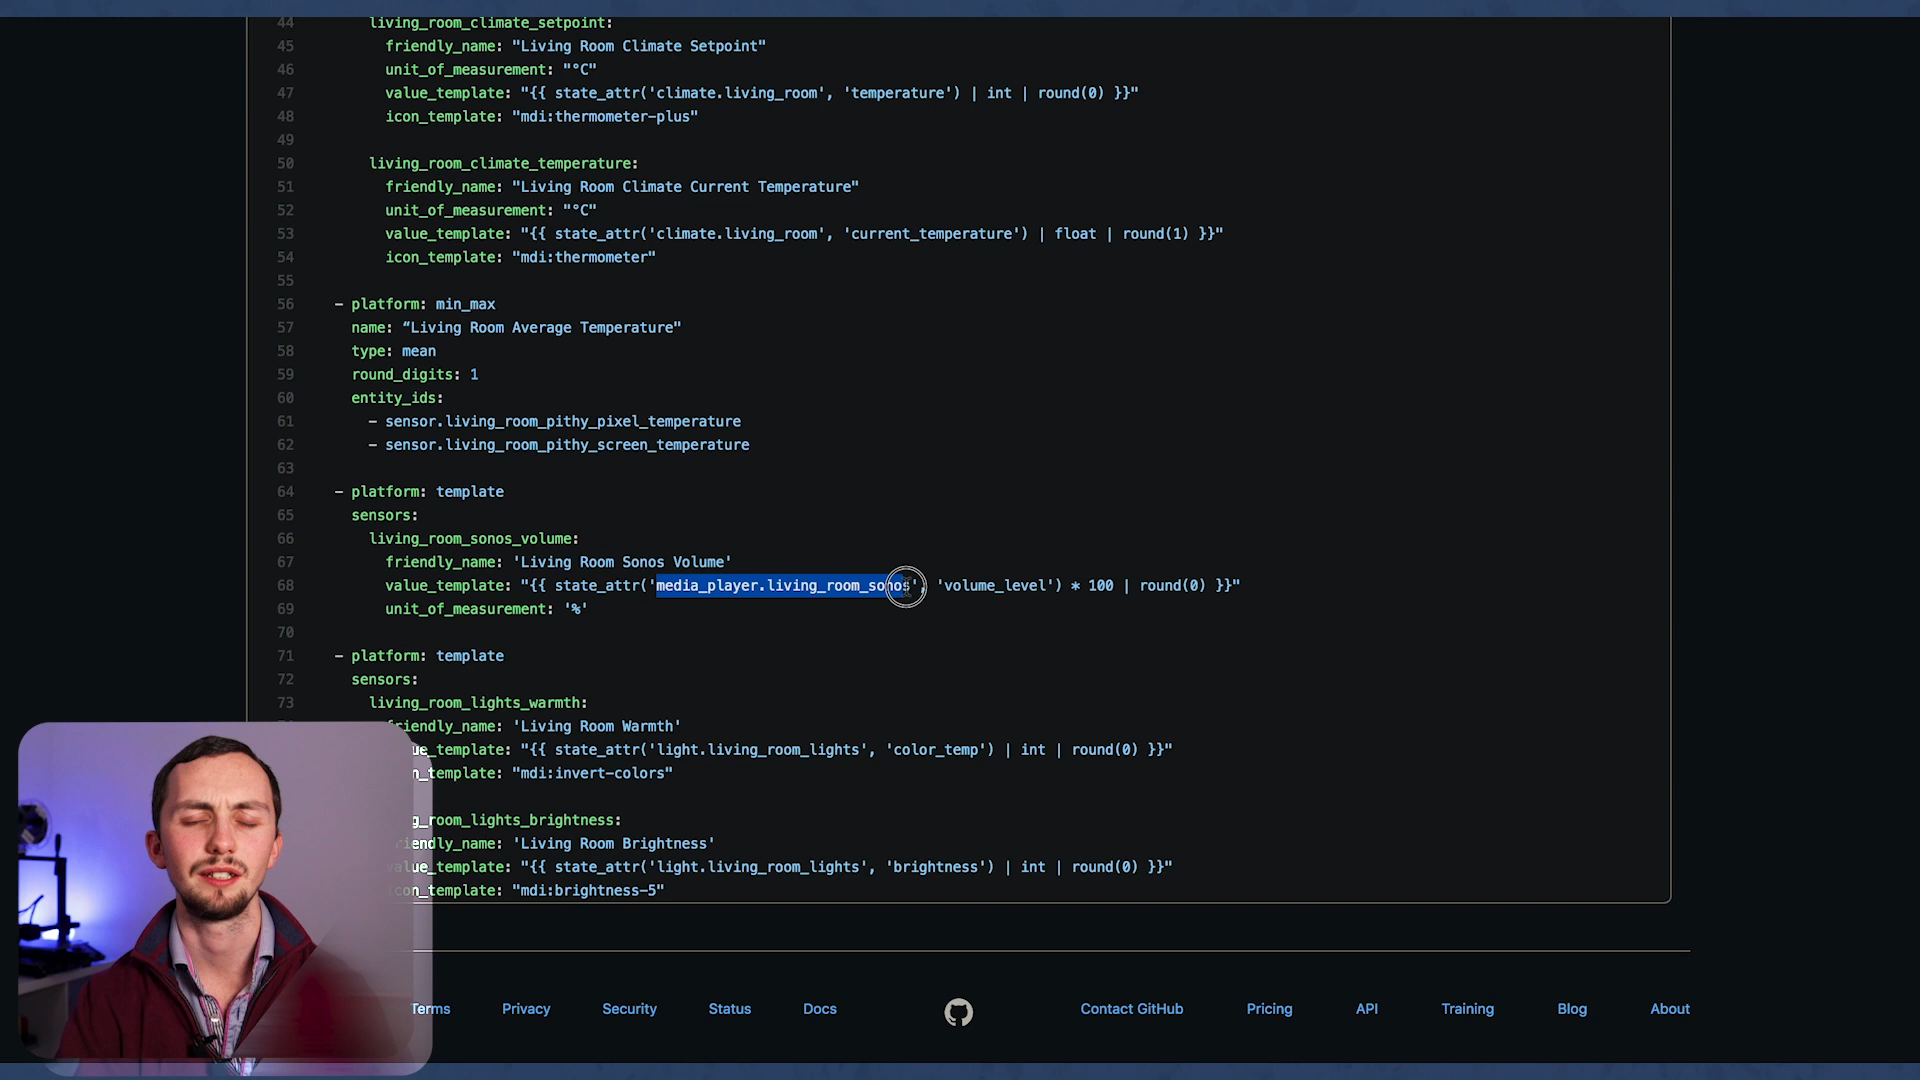 44 living_room_climate_setpoint:
45 friendly_name: "Living Room Climate Setpoint"
46 unit_of_measurement: "°C"
47 value_template: "{{ state_attr('climate.living_room', 'temperature') | int | round(0) }}"
48 icon_template: "mdi:thermometer-plus"
49
50 living_room_climate_temperature:
51 friendly_name: "Living Room Climate Current Temperature"
52 unit_of_measurement: "°C"
53 value_template: "{{ state_attr('climate.living_room', 'current_temperature') | float | round(1) }}"
54 icon_template: "mdi:thermometer"
55
56 - platform: min_max
57 name: “Living Room Average Temperature"
58 type: mean
59 round_digits: 1
60 entity_ids:
61 - sensor.living_room_pithy_pixel_temperature
62 - sensor.living_room_pithy_screen_temperature
63
64 - platform: template
65 sensors:
66 living_room_sonos_volume:
67 friendly_name: 'Living Room Sonos Volume'
68 value_template: "{{ state_attr('media_player.living_room_sonos', 'volume_level') * 100 | round(0) }}"
69 unit_of_measurement: '%'
70
71 - platform: template
72 sensors:
73 living_room_lights_warmth:
friendly_name: 'Living Room Warmth'
ue_template: "{{ state_attr('light.living_room_lights', 'color_temp') | int | round(0) }}"
n_template: "mdi:invert-colors"
g_room_lights_brightness:
iendly_name: 'Living Room Brightness'
value_template: "{{ state_attr('light.living_room_lights', 'brightness') | int | round(0) }}"
icon_template: "mdi:brightness-5"
Terms Privacy Security Status Docs Contact GitHub Pricing API Training Blog About